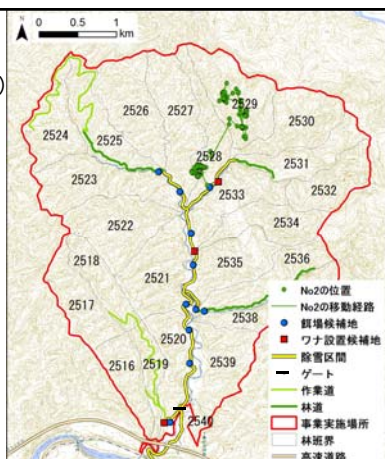 N
0 0.5 1
km
)
2526
2527
2529
2530
2524
2525
2528
2531
2523
2533
2532
2522
2534
2518
2521
2535
2536
2517
2520
2538
2516
2519
2539
2540
No2の位置
No2の移動経路
餌場候補地
ワナ設置候補地
除雪区間
ゲート
作業道
林道
事業実施場所
林班界
高速道路